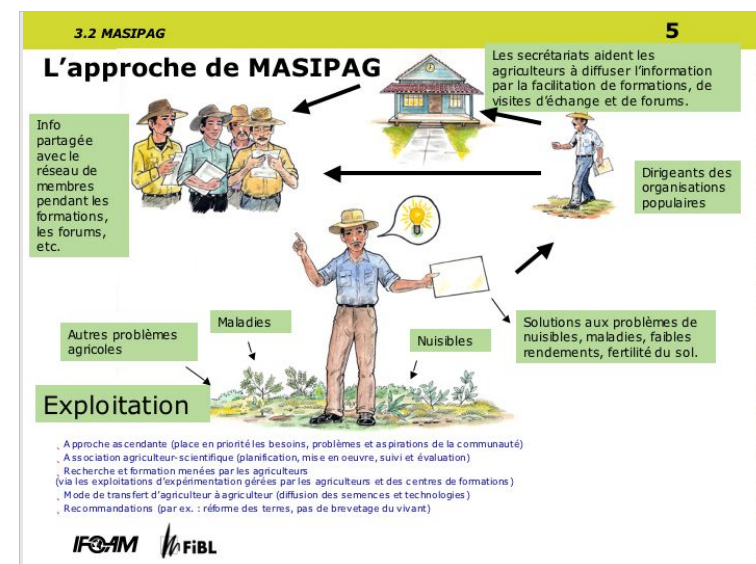 3.2 MASIPAG
5
L'approche de MASIPAG
Les secrétariats aident les
agriculteurs à diffuser l'information
par la facilitation de formations, de
visites d'échange et de forums.
Info
partagée
avec le
réseau de
membres
pendant les
formations,
les forums,
etc.
Dirigeants des
organisations
populaires
Maladies
Autres problèmes
agricoles
Nuisibles
Solutions aux problèmes de
nuisibles, maladies, faibles
rendements, fertilité du sol.
Exploitation
Approche ascendante (place en priorité les besoins, problèmes et aspirations de la communauté)
Association agriculteur-scientifique (planification, mise en oeuvre, suivi et évaluation)
Recherche et formation menées par les agriculteurs
(via les exploitations d'expérimentation gérées par les agriculteurs et des centres de formations)
Mode de transfert d'agriculteur à agriculteur (diffusion des semences et technologies)
Recommandations (par ex. : réforme des terres, pas de brevetage du vivant)
IFOAM
FiBL